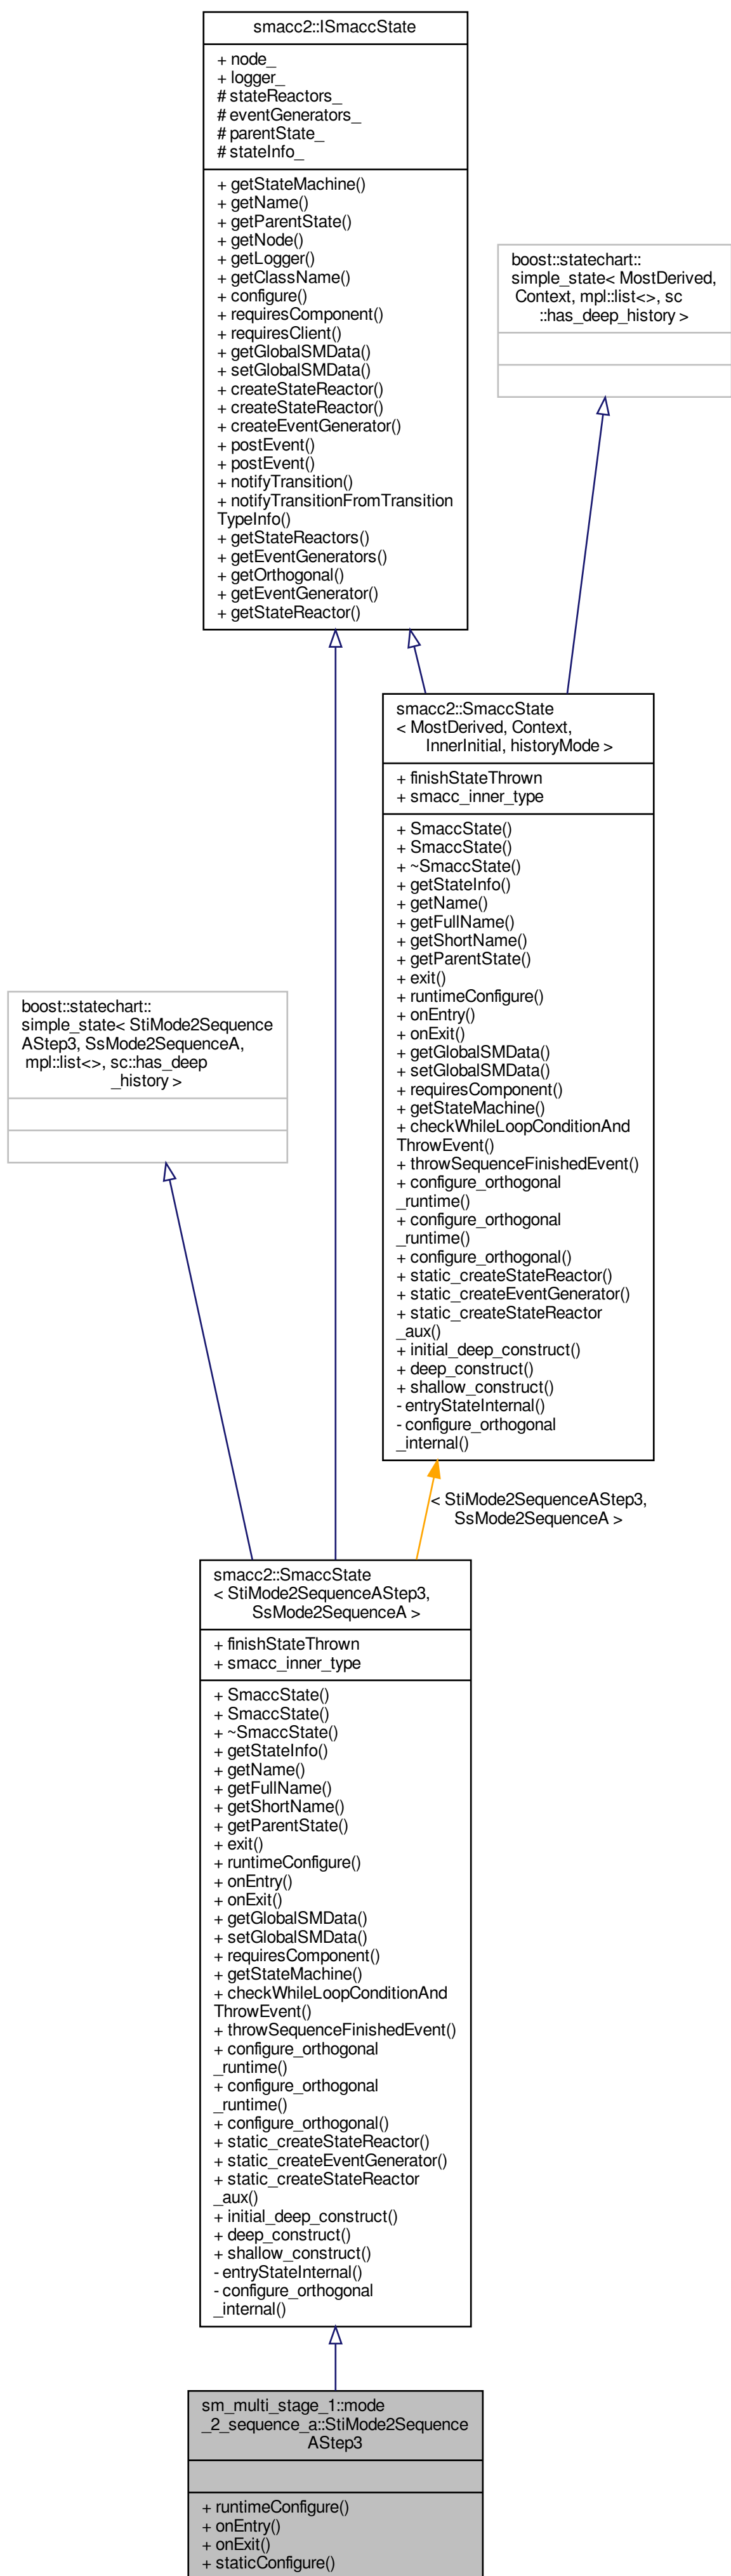 smacc2::ISmaccState
+ node_
+ logger_
# stateReactors_
# eventGenerators_
# parentState_
# stateInfo_
+ getStateMachine()
+ getName()
+ getParentState()
+ getNode()
+ getLogger()
+ getClassName()
+ configure()
+ requiresComponent()
+ requiresClient()
+ getGlobalSMData()
+ setGlobalSMData()
+ createStateReactor()
+ createStateReactor()
+ createEventGenerator()
+ postEvent()
+ postEvent()
+ notifyTransition()
+ notifyTransitionFromTransition
TypeInfo()
+ getStateReactors()
+ getEventGenerators()
+ getOrthogonal()
+ getEventGenerator()
+ getStateReactor()
boost::statechart::
simple_state< MostDerived,
Context, mpl::list<>, sc
::has_deep_history >
smacc2::SmaccState
< MostDerived, Context,
InnerInitial, historyMode >
+ finishStateThrown
+ smacc_inner_type
+ SmaccState()
+ SmaccState()
+ ~SmaccState()
+ getStateInfo()
+ getName()
+ getFullName()
+ getShortName()
+ getParentState()
+ exit()
+ runtimeConfigure()
+ onEntry()
+ onExit()
+ getGlobalSMData()
+ setGlobalSMData()
+ requiresComponent()
+ getStateMachine()
+ checkWhileLoopConditionAnd
ThrowEvent()
+ throwSequenceFinishedEvent()
+ configure_orthogonal
_runtime()
+ configure_orthogonal
_runtime()
+ configure_orthogonal()
+ static_createStateReactor()
+ static_createEventGenerator()
+ static_createStateReactor
_aux()
+ initial_deep_construct()
+ deep_construct()
+ shallow_construct()
- entryStateInternal()
- configure_orthogonal
_internal()
boost::statechart::
simple_state< StiMode2Sequence
AStep3, SsMode2SequenceA,
mpl::list<>, sc::has_deep
_history >
< StiMode2SequenceAStep3,
SsMode2SequenceA >
smacc2::SmaccState
< StiMode2SequenceAStep3,
SsMode2SequenceA >
+ finishStateThrown
+ smacc_inner_type
+ SmaccState()
+ SmaccState()
+ ~SmaccState()
+ getStateInfo()
+ getName()
+ getFullName()
+ getShortName()
+ getParentState()
+ exit()
+ runtimeConfigure()
+ onEntry()
+ onExit()
+ getGlobalSMData()
+ setGlobalSMData()
+ requiresComponent()
+ getStateMachine()
+ checkWhileLoopConditionAnd
ThrowEvent()
+ throwSequenceFinishedEvent()
+ configure_orthogonal
_runtime()
+ configure_orthogonal
_runtime()
+ configure_orthogonal()
+ static_createStateReactor()
+ static_createEventGenerator()
+ static_createStateReactor
_aux()
+ initial_deep_construct()
+ deep_construct()
+ shallow_construct()
- entryStateInternal()
- configure_orthogonal
_internal()
sm_multi_stage_1::mode
_2_sequence_a::StiMode2Sequence
AStep3
+ runtimeConfigure()
+ onEntry()
+ onExit()
+ staticConfigure()